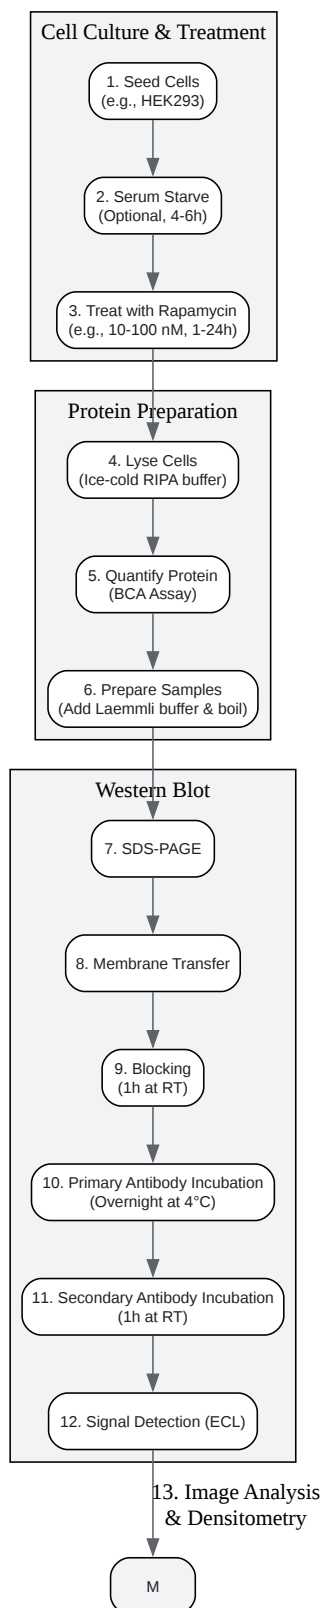 Cell Culture & Treatment
1. Seed Cells
(e.g., HEK293)
2. Serum Starve
(Optional, 4-6h)
3. Treat with Rapamycin
(e.g., 10-100 nM, 1-24h)
Protein Preparation
4. Lyse Cells
(Ice-cold RIPA buffer)
5. Quantify Protein
(BCA Assay)
6. Prepare Samples
(Add Laemmli buffer & boil)
Western Blot
7. SDS-PAGE
8. Membrane Transfer
9. Blocking
(1h at RT)
10. Primary Antibody Incubation
(Overnight at 4°C)
11. Secondary Antibody Incubation
(1h at RT)
12. Signal Detection (ECL)
13. Image Analysis
& Densitometry
M